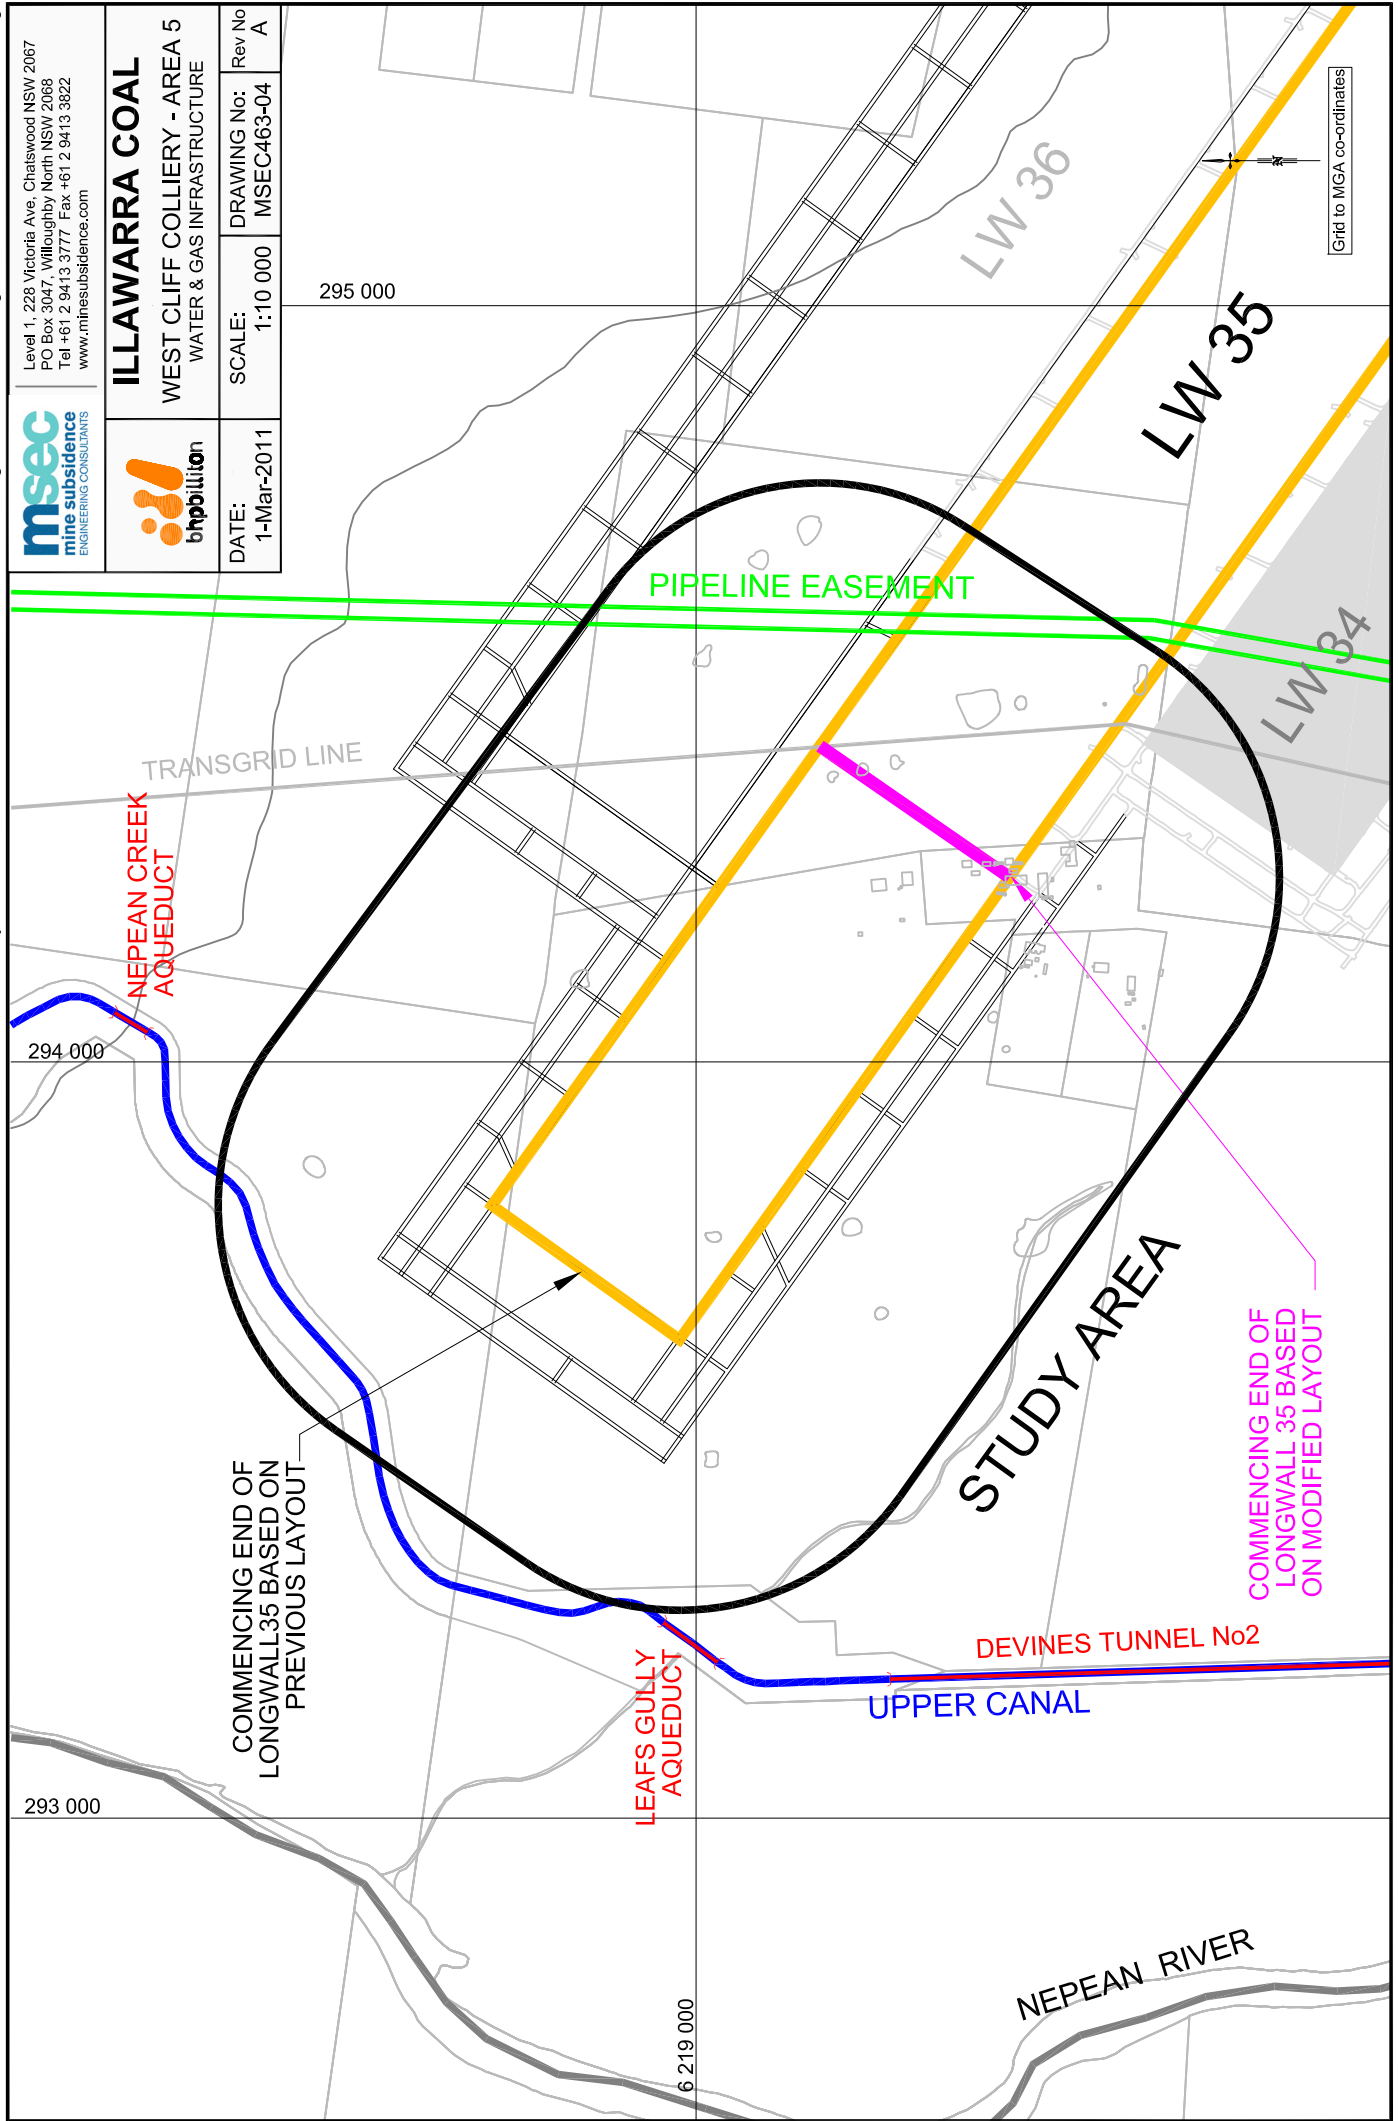 msec
mine subsidence
ENGINEERING CONSULTANTS
Level 1, 228 Victoria Ave, Chatswood NSW 2067
PO Box 3047, Willoughby North NSW 2068
Tel +61 2 9413 3777 Fax +61 2 9413 3822
www.minesubsidence.com
bhpbilliton
ILLAWARRA COAL
WEST CLIFF COLLIERY - AREA 5
WATER & GAS INFRASTRUCTURE
DATE:
1-Mar-2011
SCALE:
1:10 000
DRAWING No:
MSEC463-04
Rev No
A
295 000
LW 36
Grid to MGA co-ordinates
N
LW 35
PIPELINE EASEMENT
LW 34
TRANSGRID LINE
NEPEAN CREEK
AQUEDUCT
294 000
STUDY AREA
COMMENCING END OF
LONGWALL 35 BASED
ON MODIFIED LAYOUT
COMMENCING END OF
LONGWALL35 BASED ON
PREVIOUS LAYOUT
DEVINES TUNNEL No2
LEAFS GULLY
AQUEDUCT
UPPER CANAL
293 000
NEPEAN RIVER
6 219 000